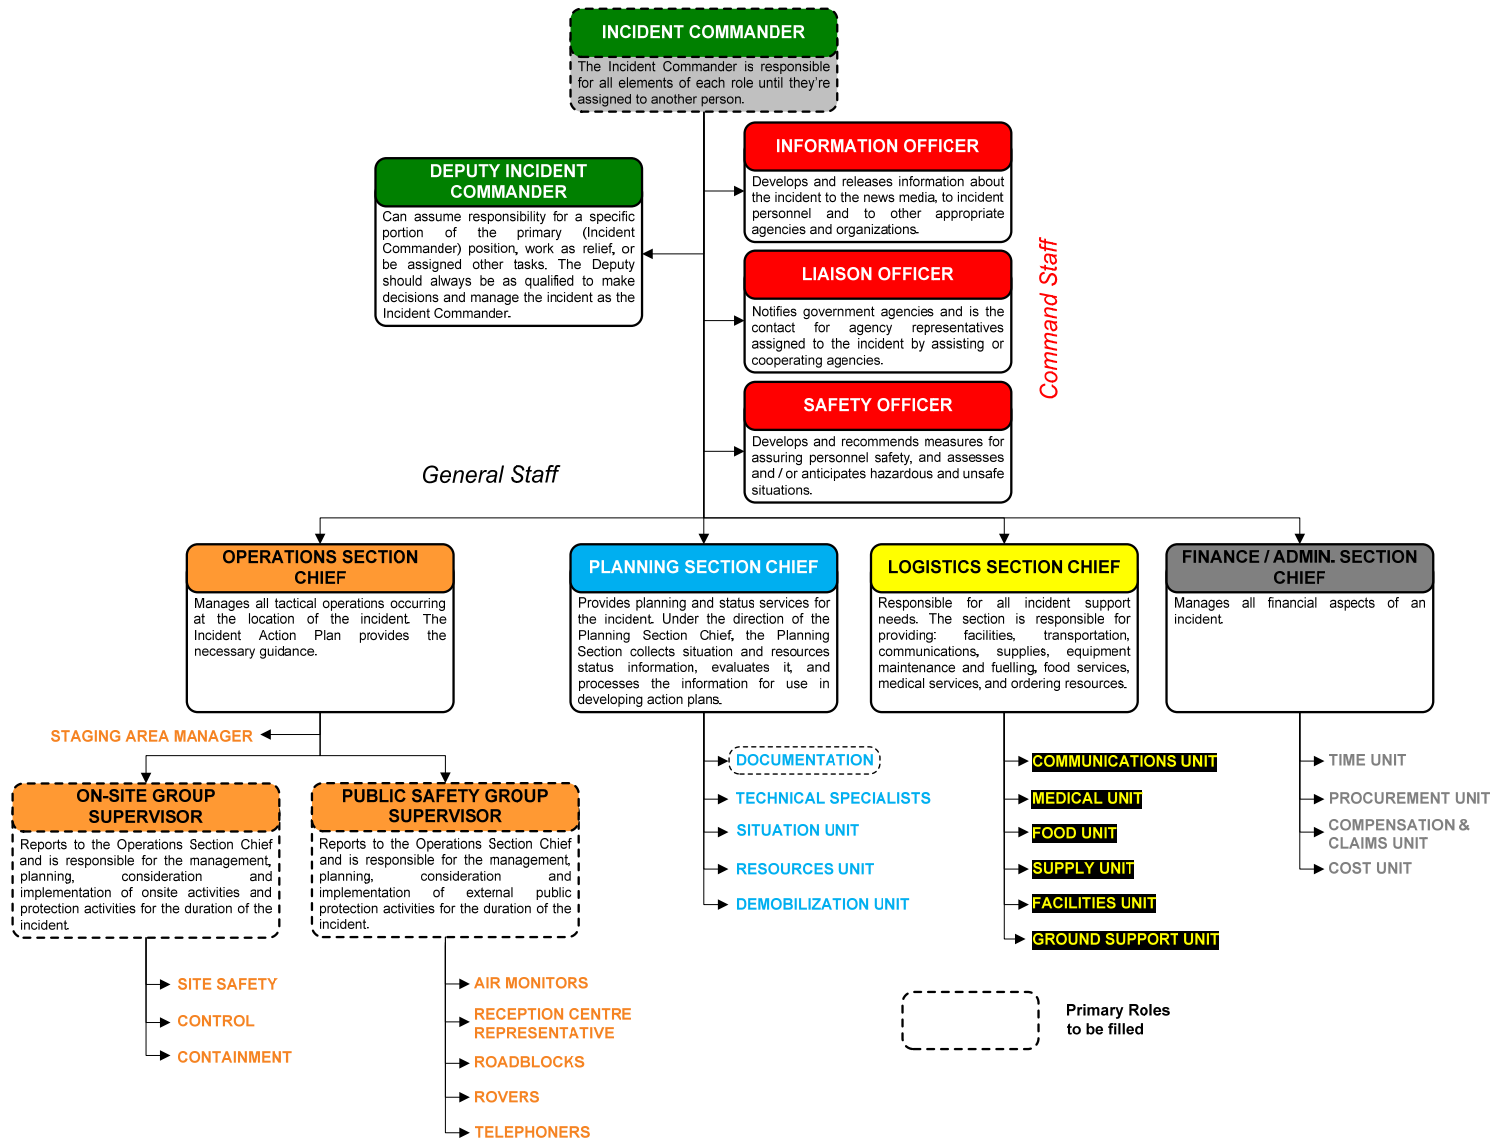 INCIDENT COMMANDER
The Incident Commander is responsible
for all elements of each role until they're
assigned to another person.
INFORMATION OFFICER
Develops and releases information about
the incident to the news media, to incident
personnel and to other appropriate
agencies and organizations.
DEPUTY INCIDENT
COMMANDER
Can assume responsibility for a specific
portion of the primary (Incident
Commander) position, work as relief, or
be assigned other tasks. The Deputy
should always be as qualified to make
decisions and manage the incident as the
Incident Commander.
LIAISON OFFICER
Notifies government agencies and is the
contact for agency representatives
assigned to the incident by assisting or
cooperating agencies.
Command Staff
SAFETY OFFICER
Develops and recommends measures for
assuring personnel safety, and assesses
and / or anticipates hazardous and unsafe
situations.
General Staff
OPERATIONS SECTION
CHIEF
Manages all tactical operations occurring
at the location of the incident. The
Incident Action Plan provides the
necessary guidance.
PLANNING SECTION CHIEF
Provides planning and status services for
the incident. Under the direction of the
Planning Section Chief, the Planning
Section collects situation and resources
status information, evaluates it, and
processes the information for use in
developing action plans.
LOGISTICS SECTION CHIEF
Responsible for all incident support
needs. The section is responsible for
providing: facilities, transportation,
communications, supplies, equipment
maintenance and fuelling, food services,
medical services, and ordering resources.
FINANCE / ADMIN. SECTION
CHIEF
Manages all financial aspects of an
incident.
STAGING AREA MANAGER
ON-SITE GROUP
SUPERVISOR
Reports to the Operations Section Chief
and is responsible for the management,
planning, consideration and
implementation of onsite activities and
protection activities for the duration of the
incident.
SITE SAFETY
CONTROL
CONTAINMENT
PUBLIC SAFETY GROUP
SUPERVISOR
Reports to the Operations Section Chief
and is responsible for the management,
planning, consideration and
implementation of external public
protection activities for the duration of the
incident.
AIR MONITORS
RECEPTION CENTRE
REPRESENTATIVE
ROADBLOCKS
ROVERS
TELEPHONERS
DOCUMENTATION
TECHNICAL SPECIALISTS
SITUATION UNIT
RESOURCES UNIT
DEMOBILIZATION UNIT
COMMUNICATIONS UNIT
MEDICAL UNIT
FOOD UNIT
SUPPLY UNIT
FACILITIES UNIT
GROUND SUPPORT UNIT
TIME UNIT
PROCUREMENT UNIT
COMPENSATION &
CLAIMS UNIT
COST UNIT
Primary Roles
to be filled